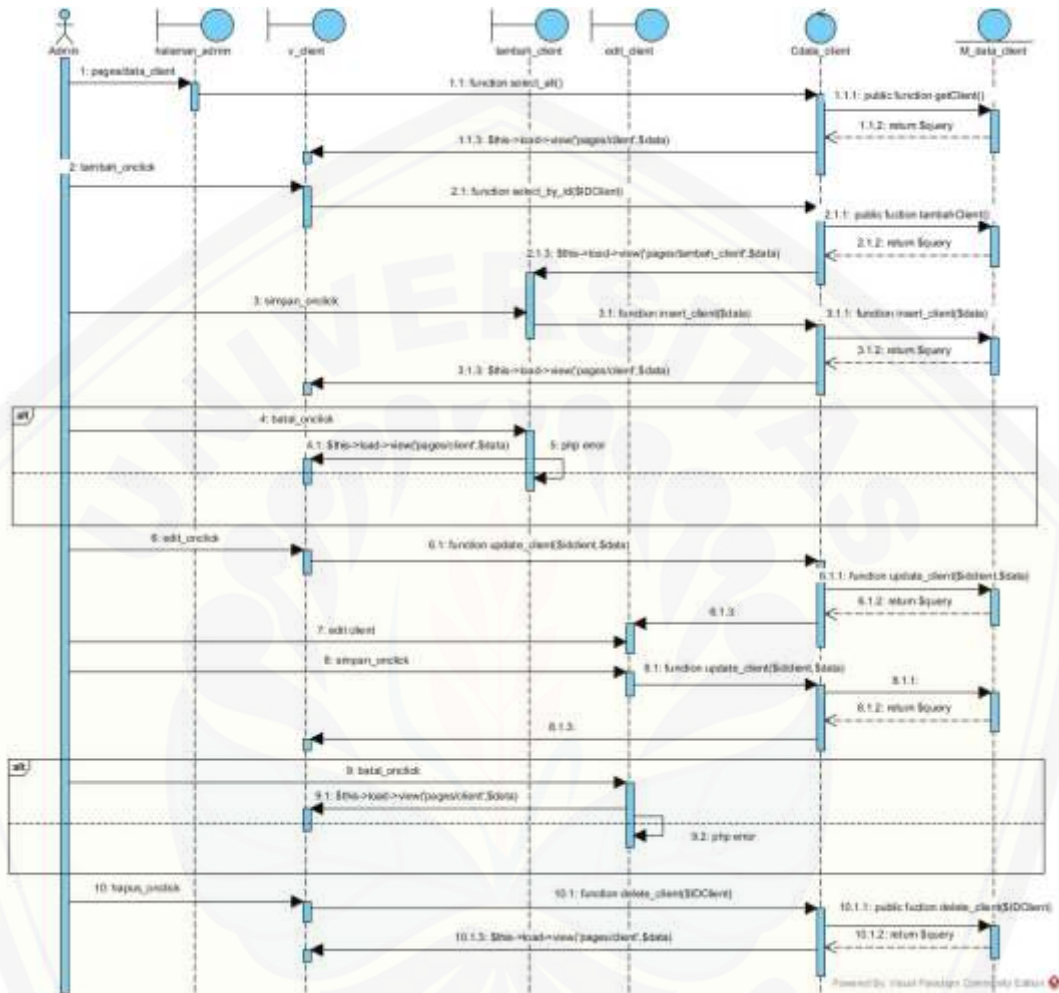 Admin
halaman_admin
v_client
tambah_client
edit_client
Cdata_client
M_data_client
1: pages/data_client
1.1: function select_all()
1.1.1: public function getClient()
1.1.2: return $query
1.1.3: $this->load->view('pages/client',$data)
2: tambah_onclick
2.1: function select_by_id($IDClient)
2.1.1: public fuction tambahClient()
2.1.2: return $query
2.1.3: $this->load->view('pages/tambah_client',$data)
3: simpan_onclick
3.1: function insert_client($data)
3.1.1: function insert_client($data)
3.1.2: return $query
3.1.3: $this->load->view('pages/client',$data)
alt
4: batal_onclick
4.1: $this->load->view('pages/client',$data)
5: php error
6: edit_onclick
6.1: function update_client($idclient,$data)
6.1.1: function update_client($idclient,$data)
6.1.2: return $query
6.1.3:
7: edit client
8: simpan_onclick
8.1: function update_client($idclient,$data)
8.1.1:
8.1.2: return $query
8.1.3:
alt
9: batal_onclick
9.1: $this->load->view('pages/client',$data)
9.2: php error
10: hapus_onclick
10.1: function delete_client($IDClient)
10.1.1: public fuction delete_client($IDClient)
10.1.2: return $query
10.1.3: $this->load->view('pages/client',$data)
UNIVERSITAS
Powered By Visual Paradigm Community Edition